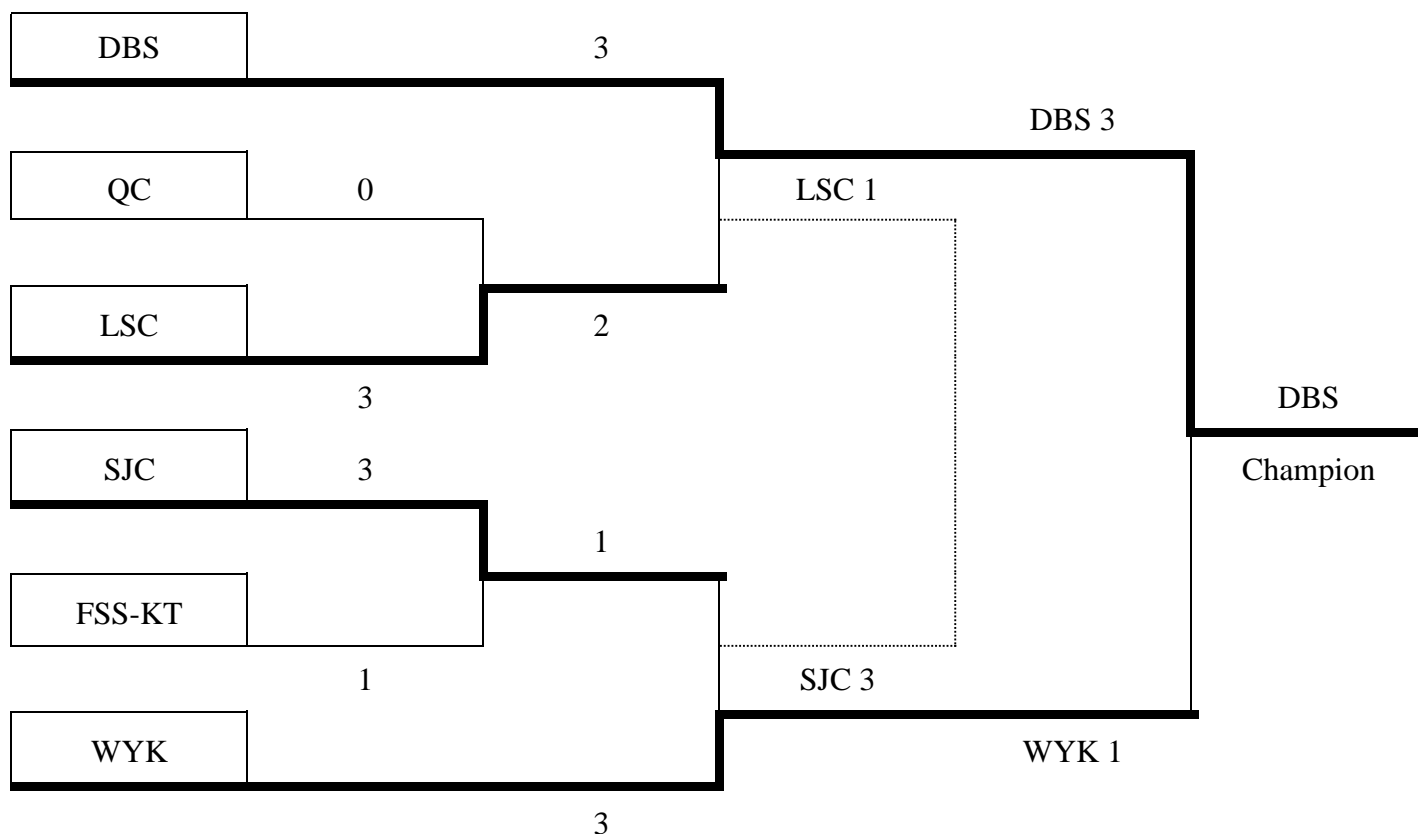 DBS 3
DBS 3
QC 0 LSC 1
LSC 2
3 DBS
SJC 3 Champion
1
FSS-KT
1 SJC 3
WYK WYK 1
3